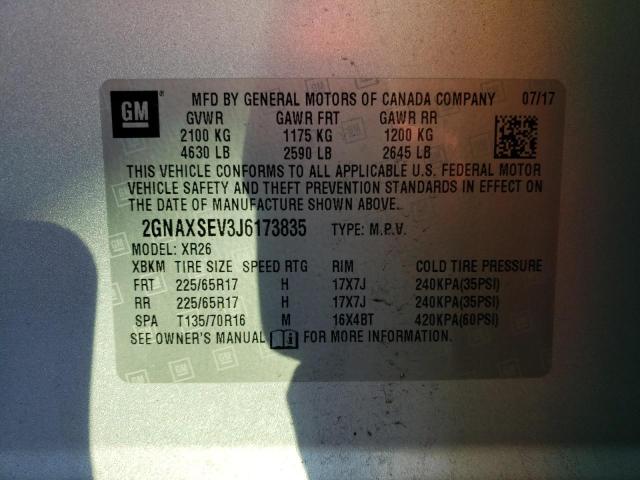 GM ® MFD BY GENERAL MOTORS OF CANADA COMPANY 07/17
GVWR GAWR FRT GAWR RR
2100 KG 1175 KG 1200 KG
4630 LB 2590 LB 2645 LB
THIS VEHICLE CONFORMS TO ALL APPLICABLE U.S. FEDERAL MOTOR
VEHICLE SAFETY AND THEFT PREVENTION STANDARDS IN EFFECT ON
THE DATE OF MANUFACTURE SHOWN ABOVE.
2GNAXSEV3J6173835 TYPE: M.P.V.
MODEL: XR26
XBKM TIRE SIZE SPEED RTG RIM COLD TIRE PRESSURE
FRT 225/65R17 H 17X7J 240KPA(35PSI)
RR 225/65R17 H 17X7J 240KPA(35PSI)
SPA T135/70R16 M 16X4BT 420KPA(60PSI)
SEE OWNER'S MANUAL i FOR MORE INFORMATION.